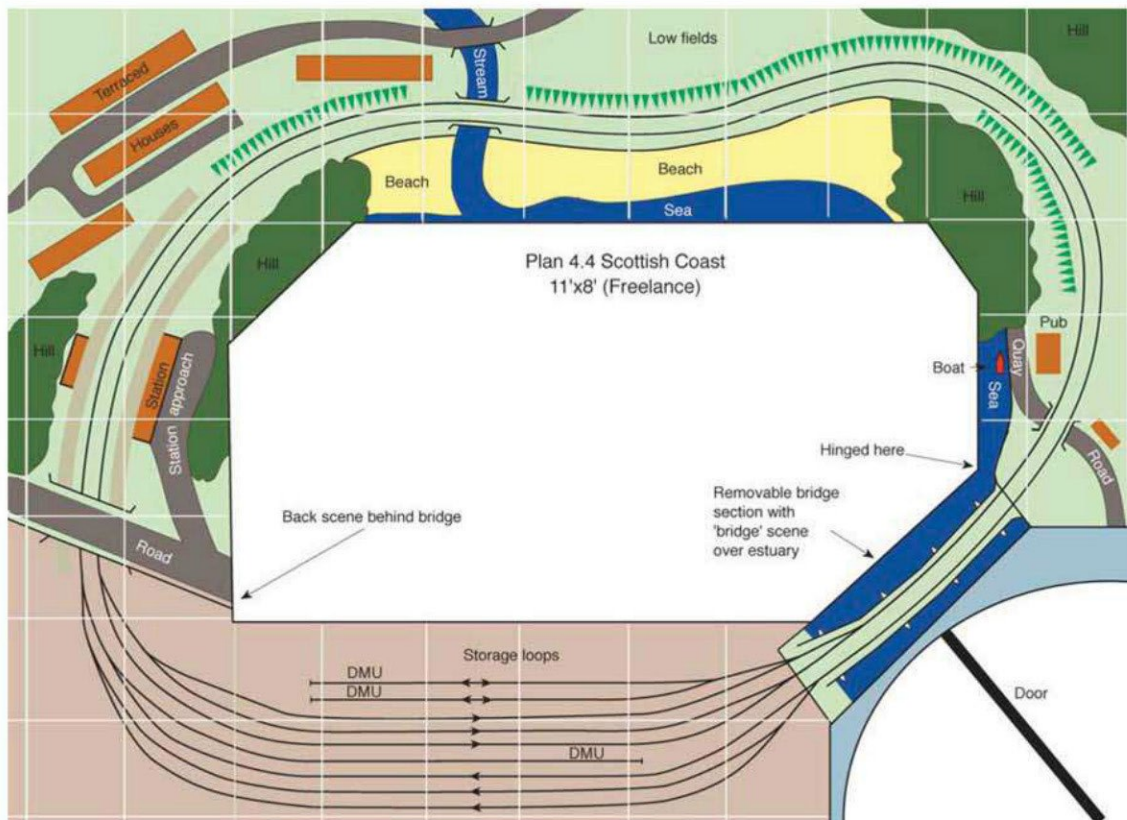 Low fields
Hill
Terraced
Houses
Stream
Beach
Beach
Sea
Hill
Hill
Plan 4.4 Scottish Coast
11'x8' (Freelance)
Hill
Station
Station approach
Pub
Quay
Boat
Sea
Hinged here
Road
Removable bridge
section with
'bridge' scene
over estuary
Back scene behind bridge
Road
Storage loops
DMU
DMU
DMU
Door